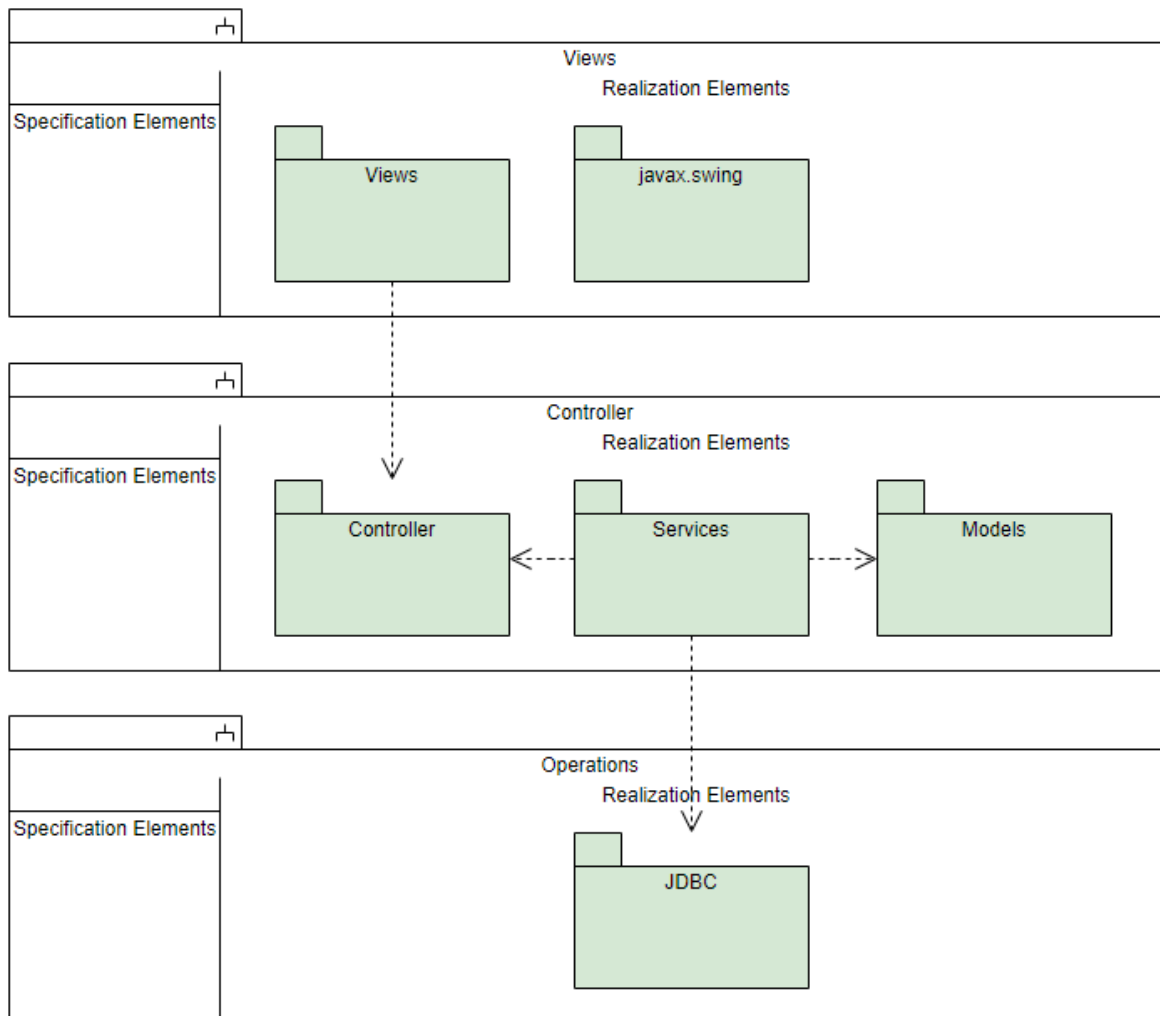 Views
Realization Elements
Specification Elements
Views
javax.swing
Controller
Realization Elements
Specification Elements
Controller
Services
Models
Operations
Realization Elements
Specification Elements
JDBC